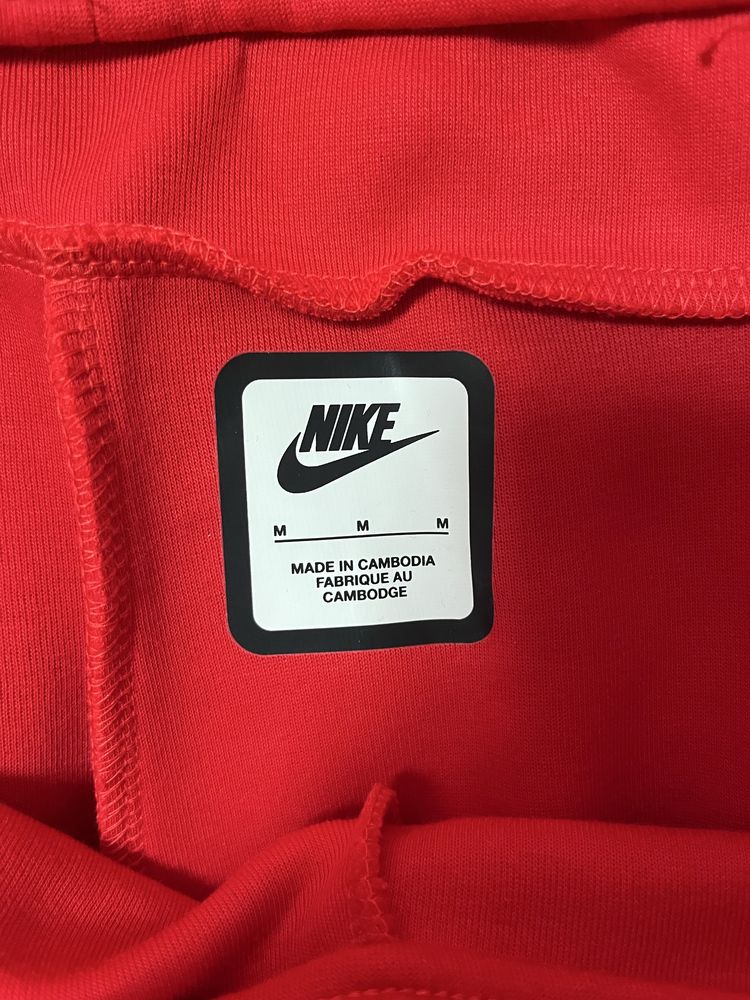 NIKE
M M M
MADE IN CAMBODIA
FABRIQUE AU
CAMBODGE